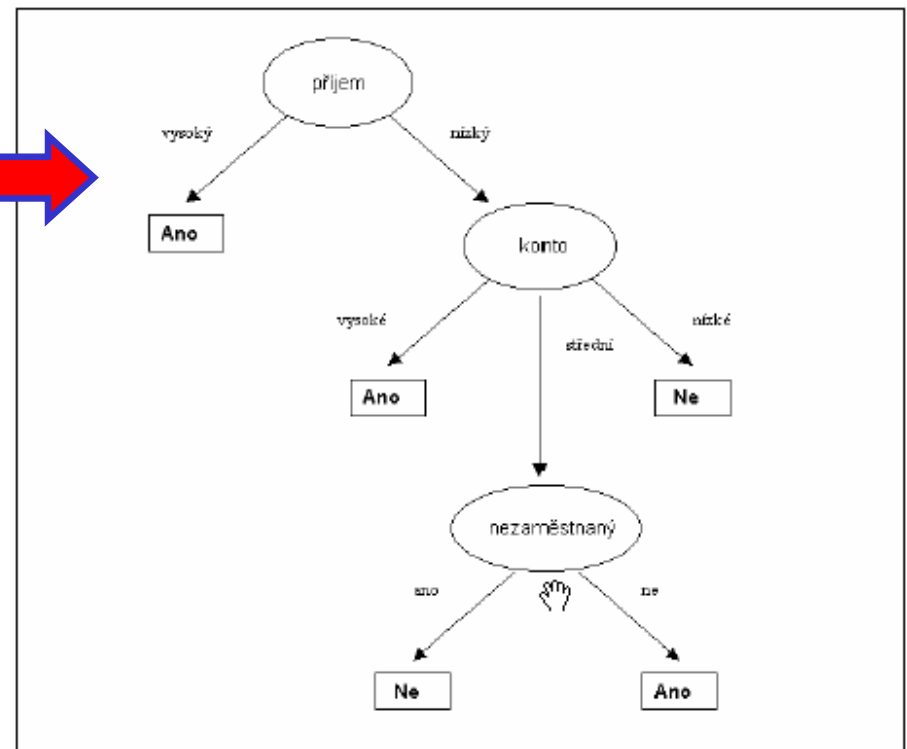 příjem
vysoký
nízký
Ano
konto
vysoké
střední
nízké
Ano
Ne
nezaměstnaný
ano
ne
Ne
Ano